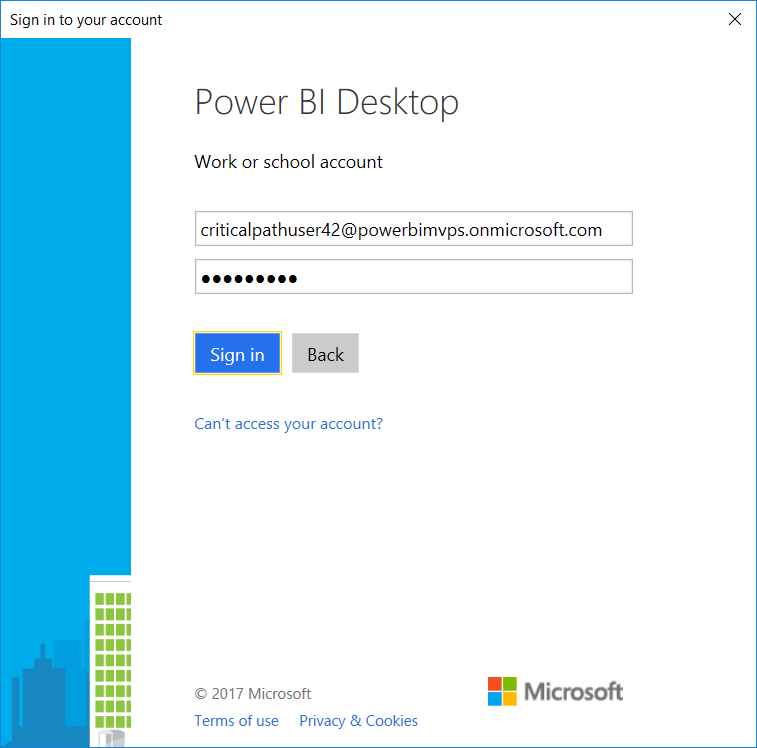 Sign in to your account
Power BI Desktop
Work or school account
criticalpathuser42@powerbimvps.onmicrosoft.com
●●●●●●●●●
Sign in Back
Can't access your account?
© 2017 Microsoft
Microsoft
Terms of use Privacy & Cookies